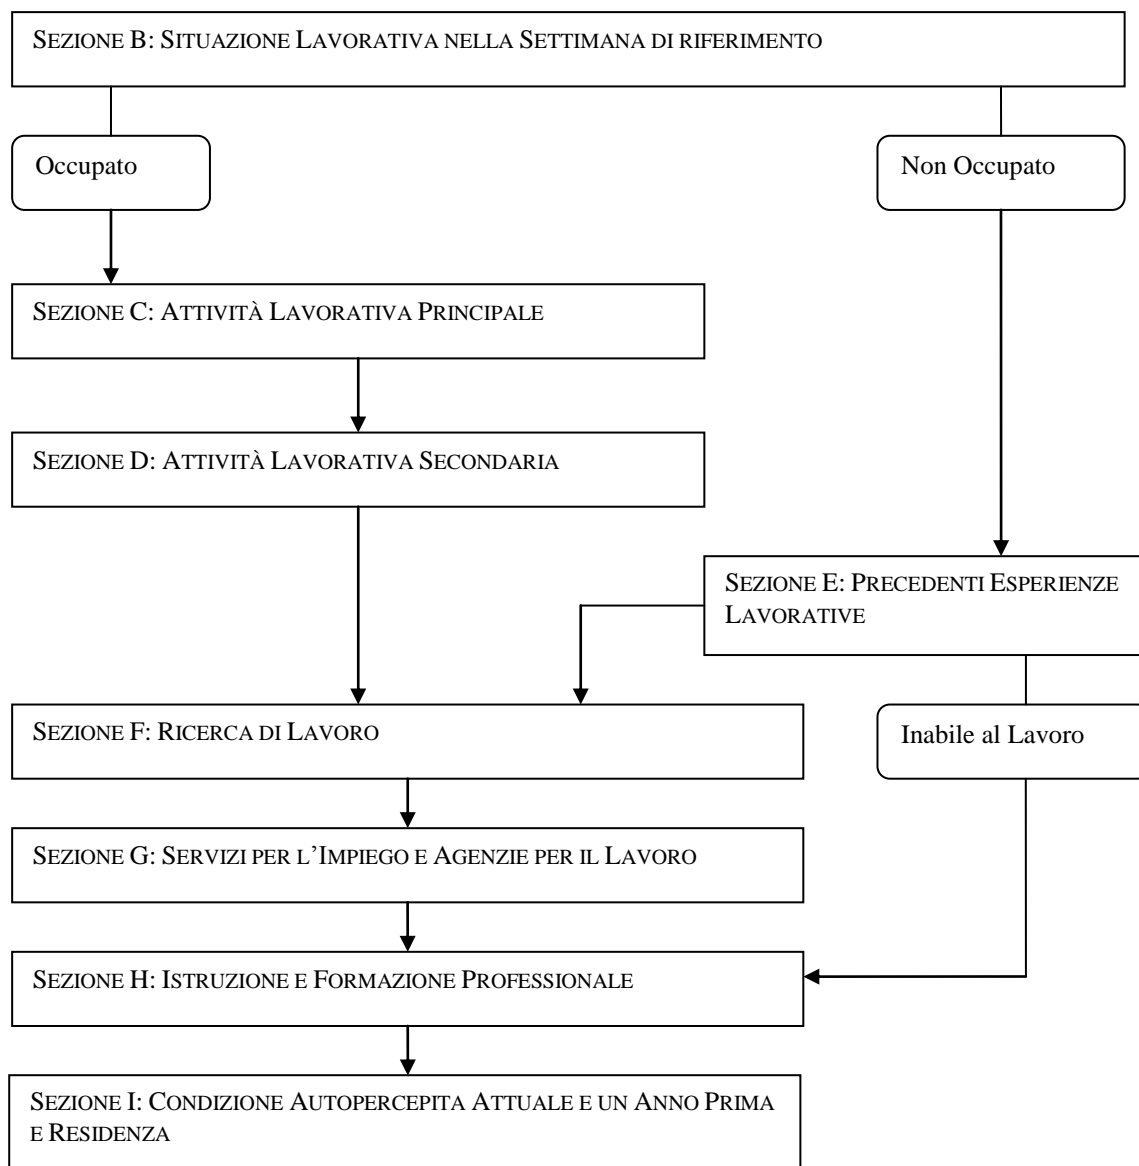 SEZIONE B: SITUAZIONE LAVORATIVA NELLA SETTIMANA DI RIFERIMENTO
Occupato
Non Occupato
SEZIONE C: ATTIVITÀ LAVORATIVA PRINCIPALE
SEZIONE D: ATTIVITÀ LAVORATIVA SECONDARIA
SEZIONE E: PRECEDENTI ESPERIENZE
LAVORATIVE
SEZIONE F: RICERCA DI LAVORO
Inabile al Lavoro
SEZIONE G: SERVIZI PER L’IMPIEGO E AGENZIE PER IL LAVORO
SEZIONE H: ISTRUZIONE E FORMAZIONE PROFESSIONALE
SEZIONE I: CONDIZIONE AUTOPERCEPITA ATTUALE E UN ANNO PRIMA
E RESIDENZA